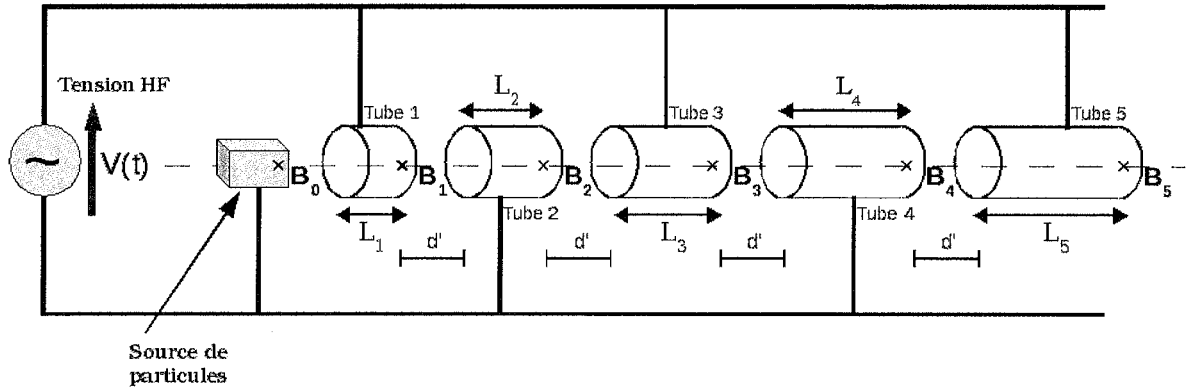 Tension HF
V(t)
B₀
Tube 1
B₁
L₁
d'
L₂
B₂
Tube 2
d'
Tube 3
B₃
L₃
d'
L₄
B₄
Tube 4
d'
Tube 5
B₅
L₅
Source de
particules